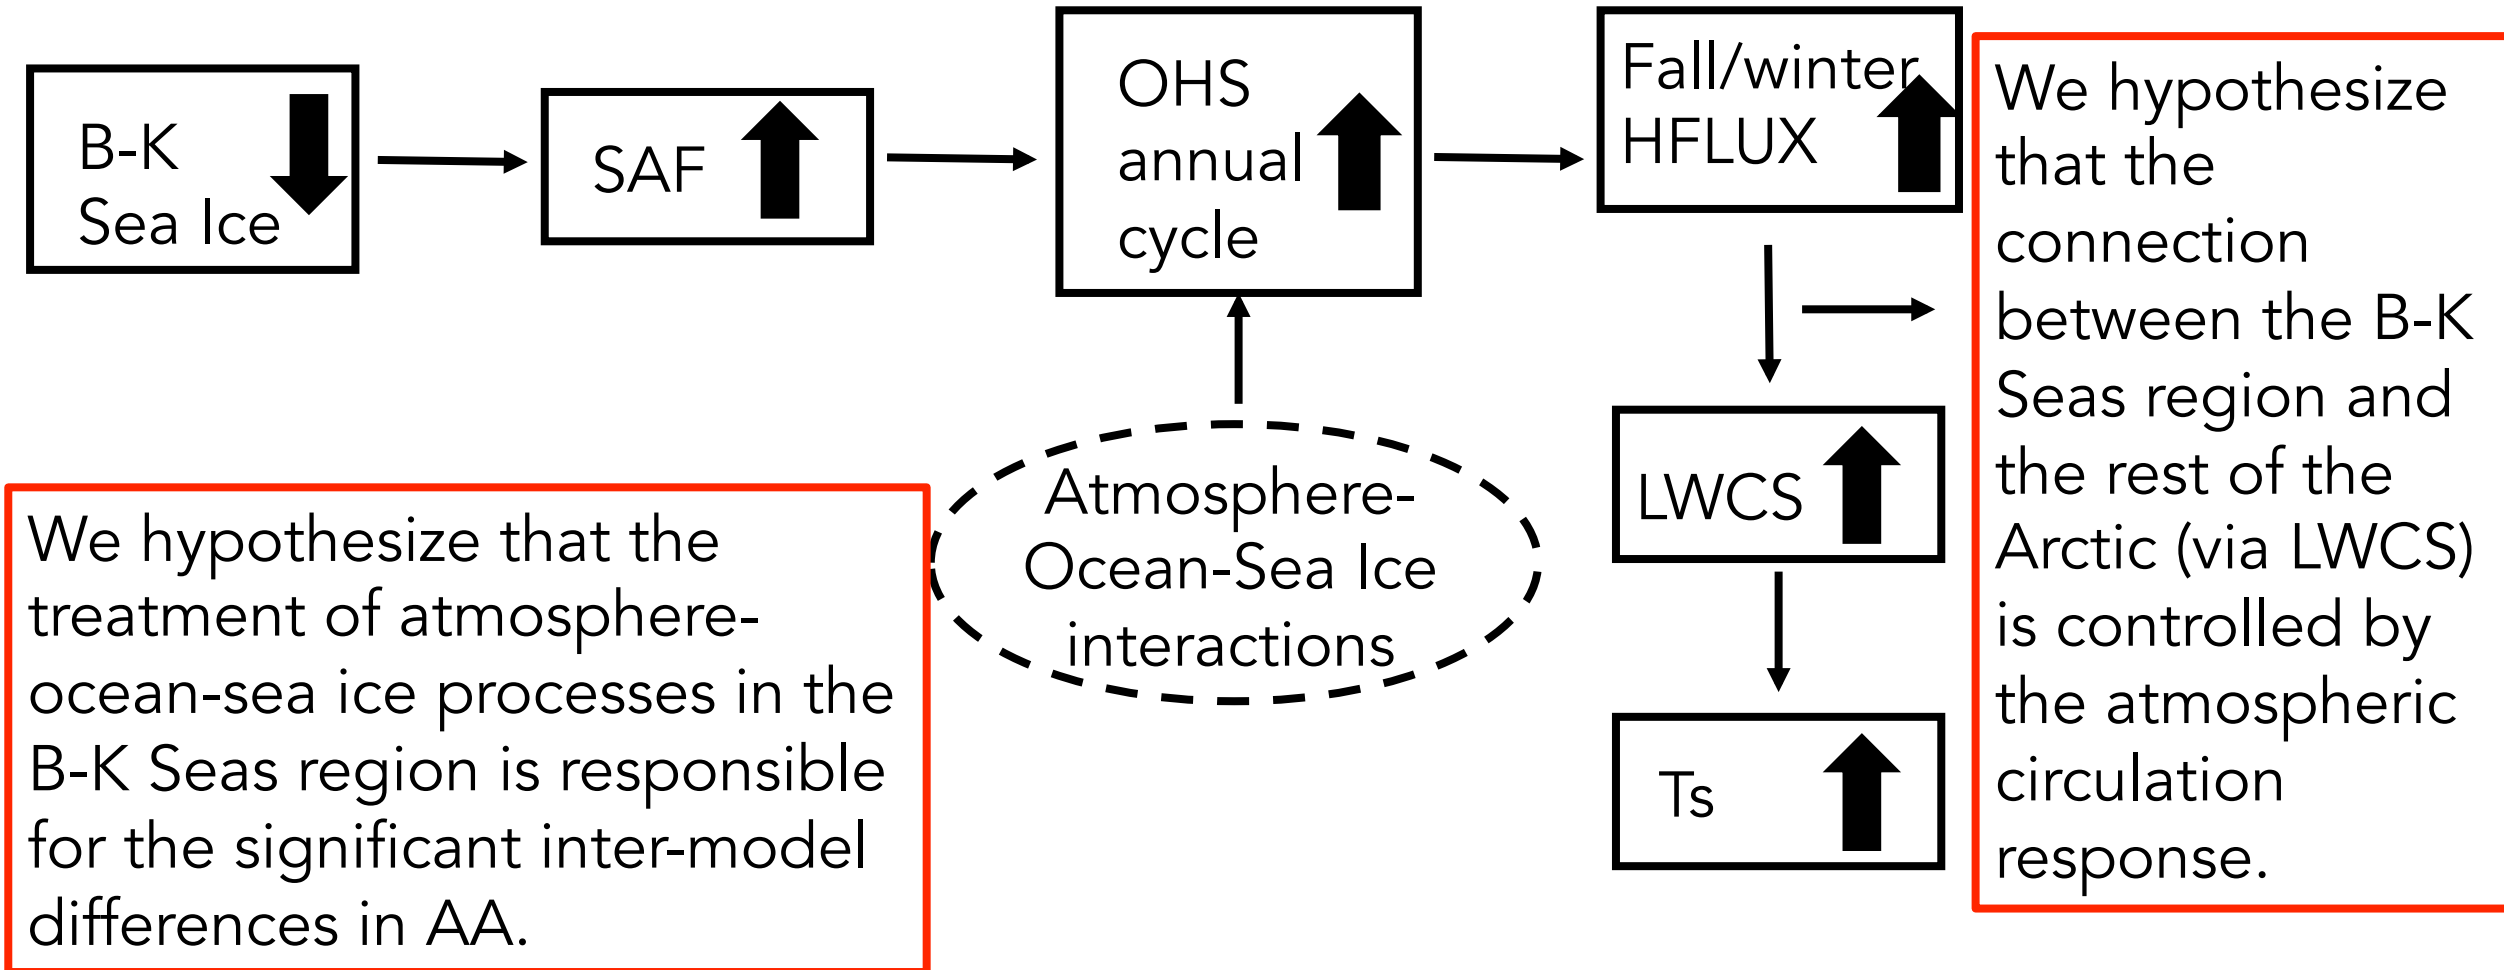 B-K
Sea Ice
SAF
OHS
annual
cycle
Fall/winter
HFLUX
We hypothesize
that the
connection
between the B-K
Seas region and
the rest of the
Arctic (via LWCS)
is controlled by
the atmospheric
circulation
response.
LWCS
Ts
Atmosphere-
Ocean-Sea Ice
interactions
We hypothesize that the
treatment of atmosphere-
ocean-sea ice processes in the
B-K Seas region is responsible
for the significant inter-model
differences in AA.